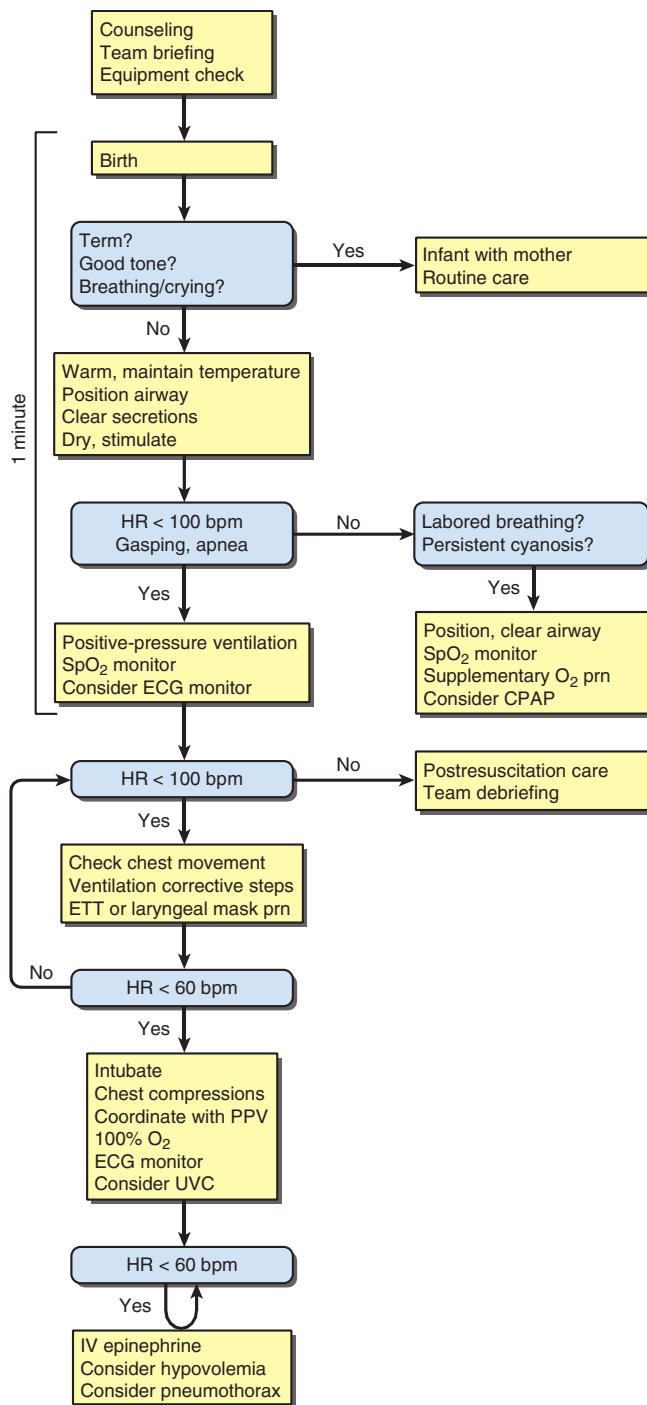 Counseling
Team briefing
Equipment check
Birth
1 minute
Term?
Good tone?
Breathing/crying?
Yes
Infant with mother
Routine care
No
Warm, maintain temperature
Position airway
Clear secretions
Dry, stimulate
HR < 100 bpm
Gasping, apnea
No
Labored breathing?
Persistent cyanosis?
Yes
Yes
Positive-pressure ventilation
SpO₂ monitor
Consider ECG monitor
Position, clear airway
SpO₂ monitor
Supplementary O₂ prn
Consider CPAP
HR < 100 bpm
No
Postresuscitation care
Team debriefing
Yes
Check chest movement
Ventilation corrective steps
ETT or laryngeal mask prn
No
HR < 60 bpm
Yes
Intubate
Chest compressions
Coordinate with PPV
100% O₂
ECG monitor
Consider UVC
HR < 60 bpm
Yes
IV epinephrine
Consider hypovolemia
Consider pneumothorax